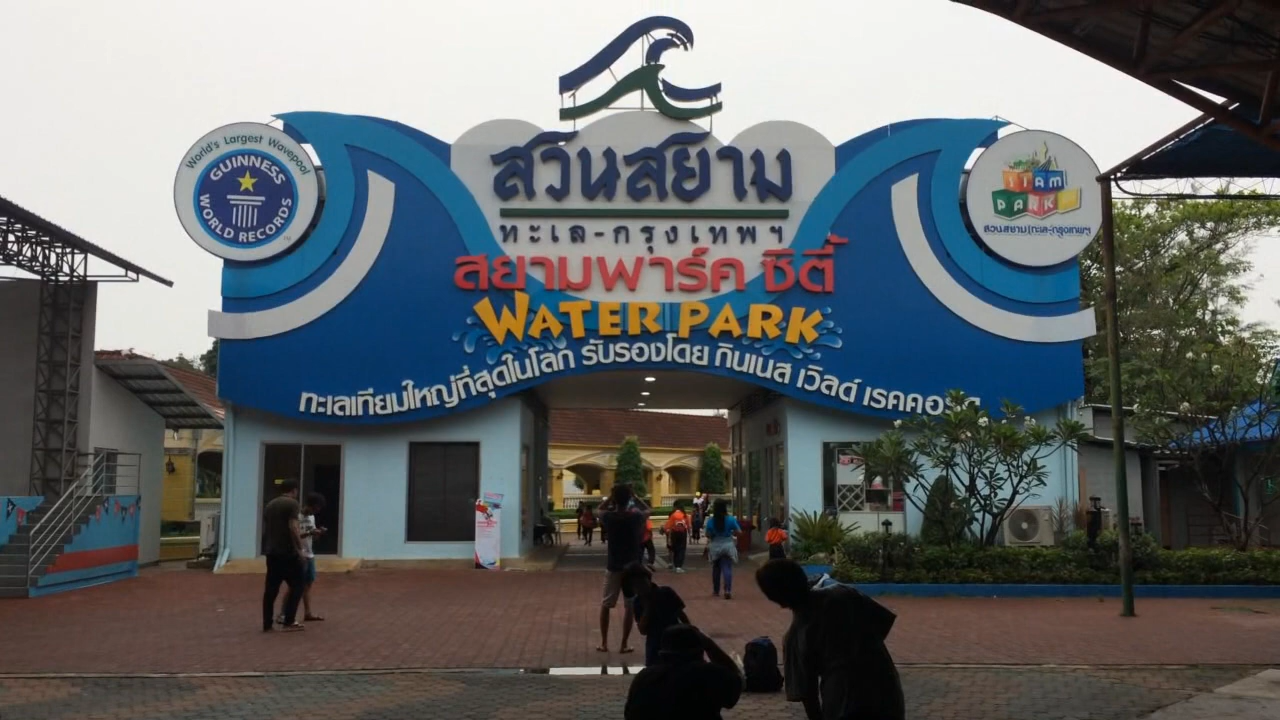 World's Largest Wavepool
GUINNESS
WORLD RECORDS
สวนสยาม
ทะเล-กรุงเทพฯ
สยามพาร์ค ซิตี้
WATER PARK
ทะเลเทียมใหญ่ที่สุดในโลก รับรองโดย กินเนส เวิลด์ เรคคอร์ด
SIAM
PARK
สวนสยาม (ทะเล-กรุงเทพฯ)